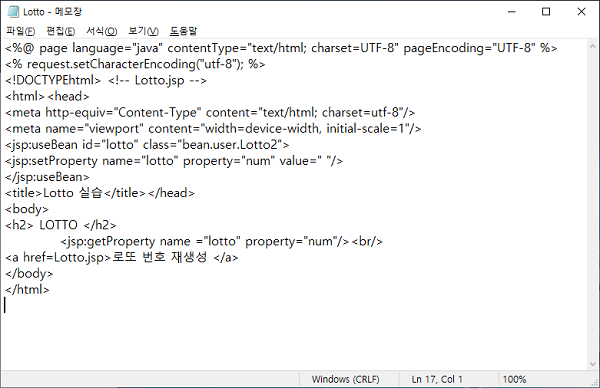 Lotto - 메모장
파일(F) 편집(E) 서식(O) 보기(V) 도움말
<%@ page language="java" contentType="text/html; charset=UTF-8" pageEncoding="UTF-8" %>
<% request.setCharacterEncoding("utf-8"); %>
<!DOCTYPEhtml> <!-- Lotto.jsp -->
<html><head>
<meta http-equiv="Content-Type" content="text/html; charset=utf-8"/>
<meta name="viewport" content="width=device-width, initial-scale=1"/>
<jsp:useBean id="lotto" class="bean.user.Lotto2">
<jsp:setProperty name="lotto" property="num" value=" "/>
</jsp:useBean>
<title>Lotto 실습</title></head>
<body>
<h2> LOTTO </h2>
<jsp:getProperty name ="lotto" property="num"/><br/>
<a href=Lotto.jsp>로또 번호 재생성 </a>
</body>
</html>
Windows (CRLF) Ln 17, Col 1 100%